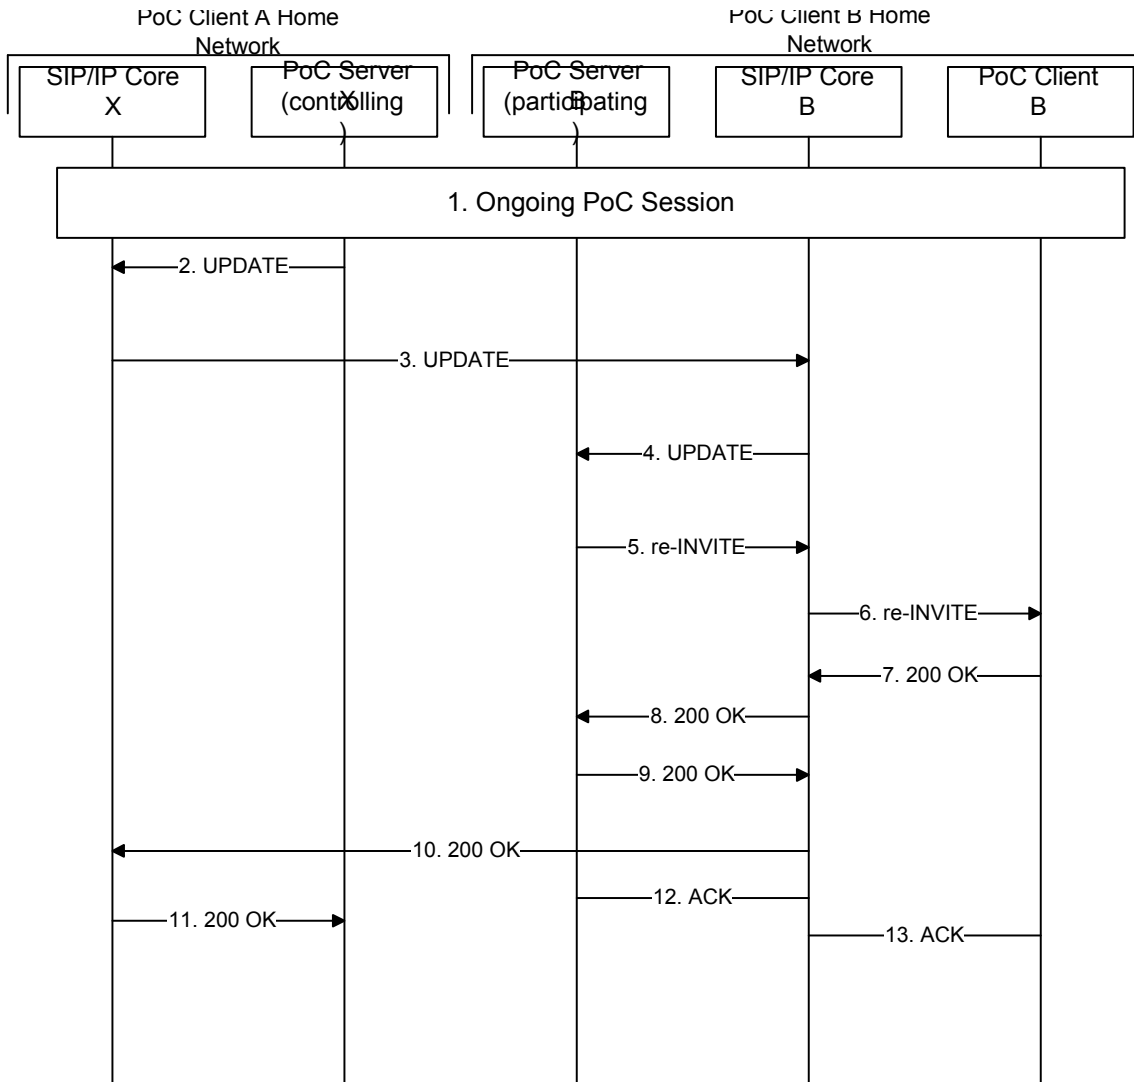 PoC Client A Home
Network
PoC Client B Home
Network
SIP/IP Core
X
PoC Server
X
(controlling
)
PoC Server
B
(participating
)
SIP/IP Core
B
PoC Client
B
1. Ongoing PoC Session
2. UPDATE
3. UPDATE
4. UPDATE
5. re-INVITE
6. re-INVITE
7. 200 OK
8. 200 OK
9. 200 OK
10. 200 OK
12. ACK
11. 200 OK
13. ACK